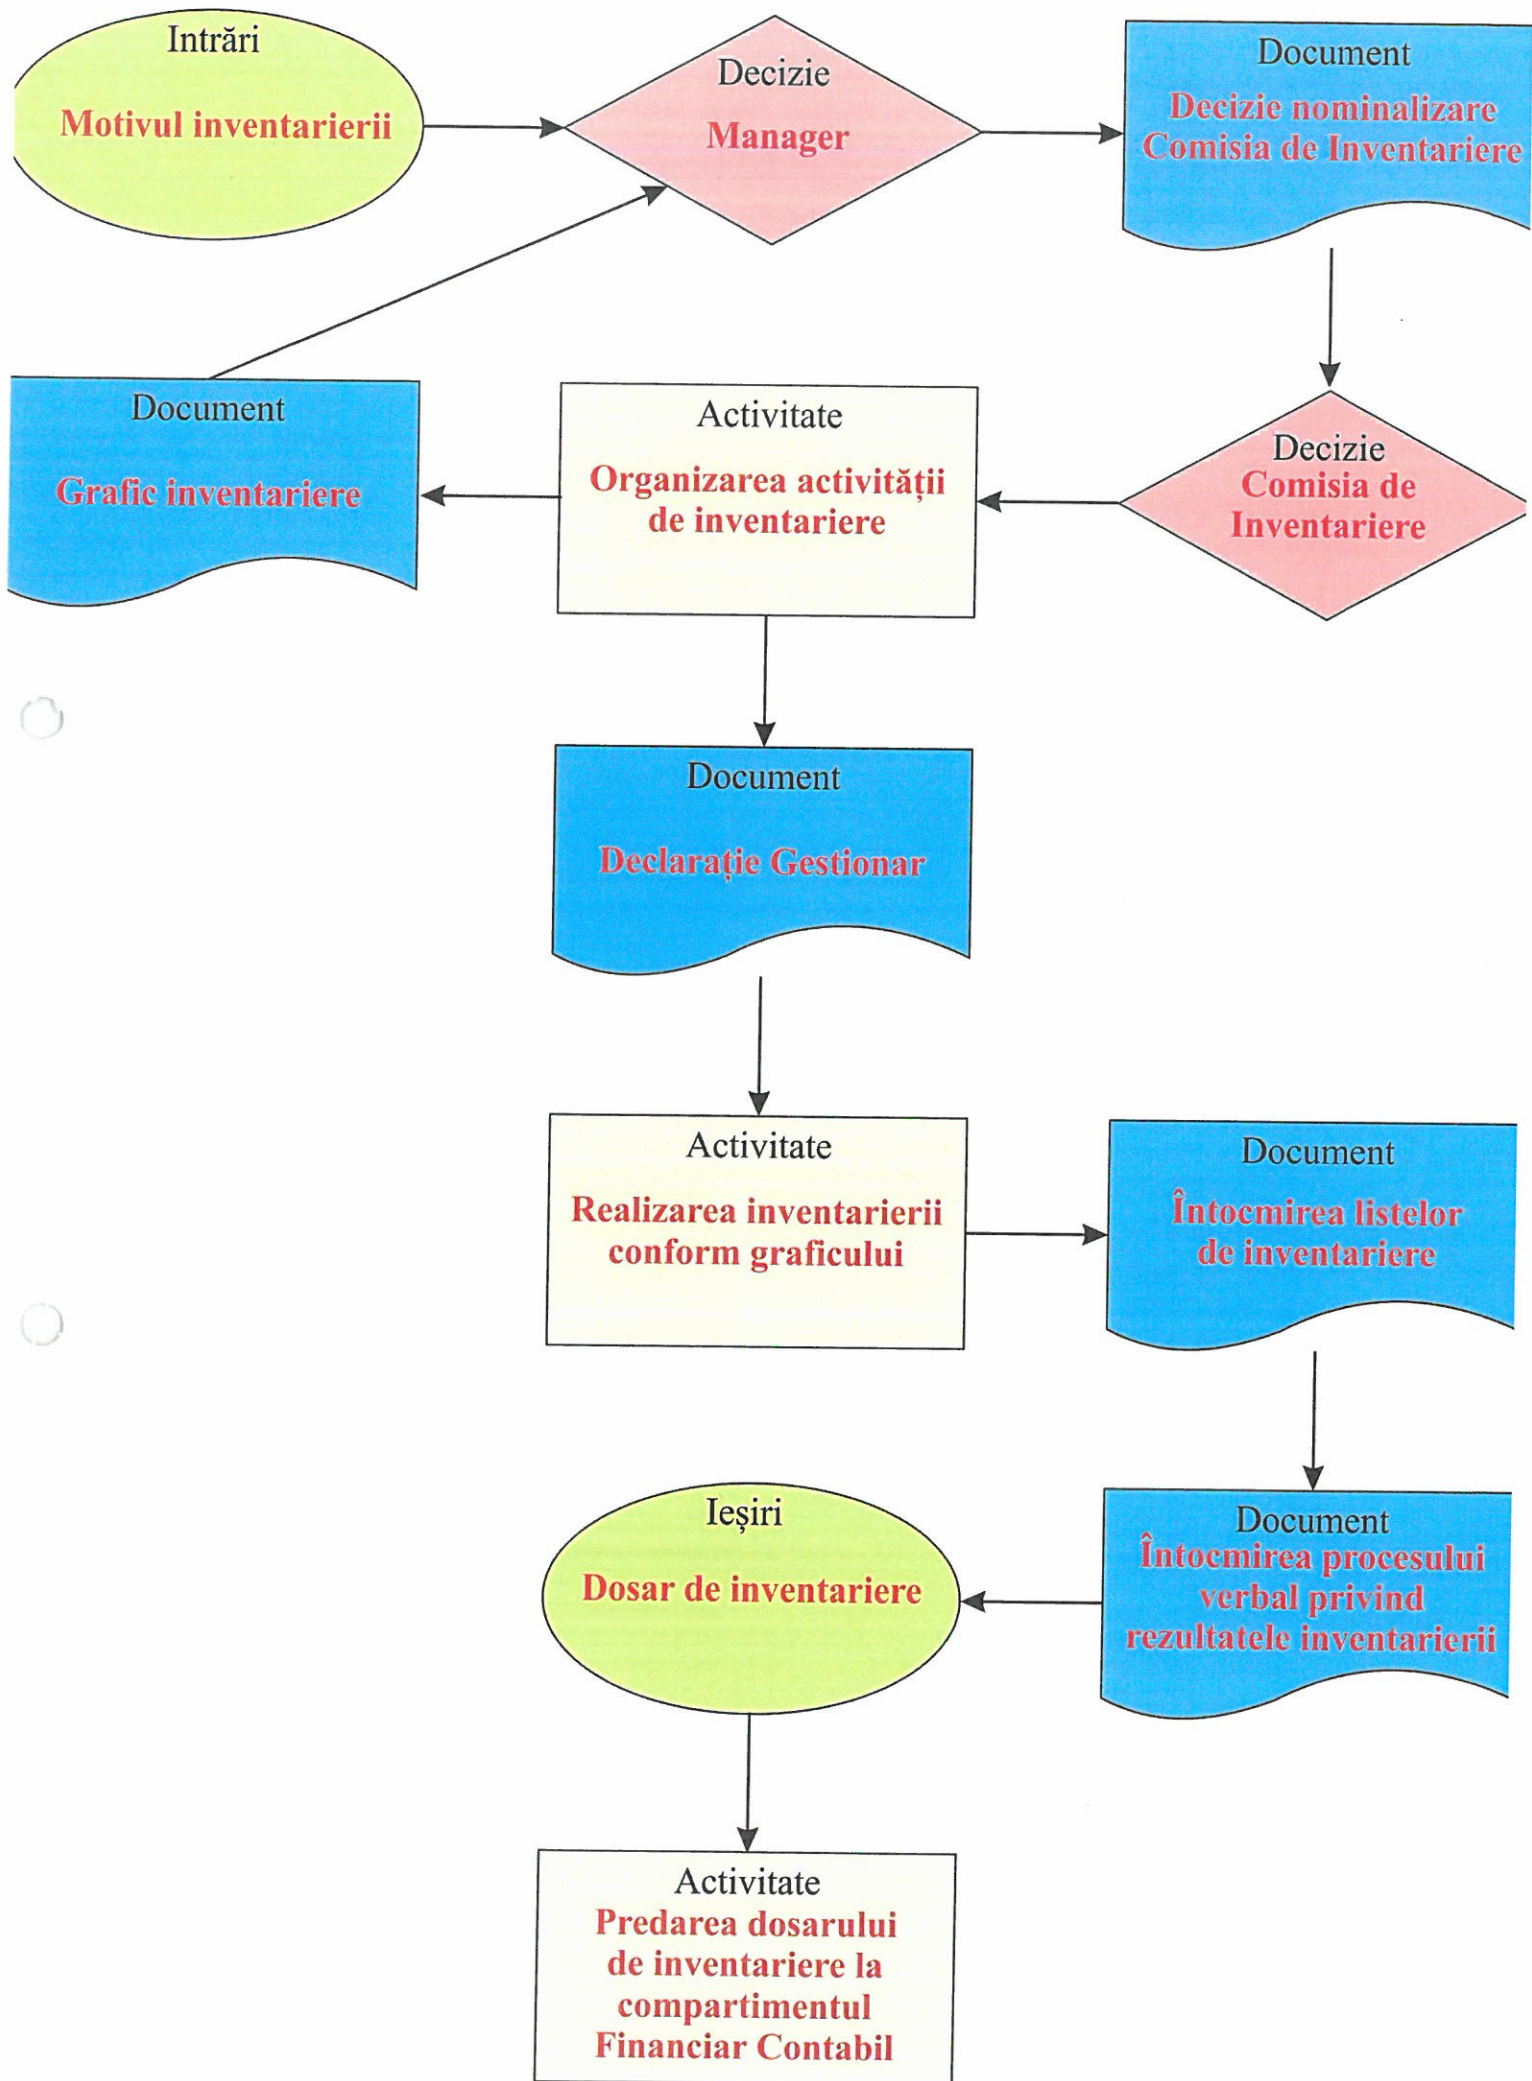 Intrări
Motivul inventarierii
Decizie
Manager
Document
Decizie nominalizare
Comisia de Inventariere
Document
Grafic inventariere
Activitate
Organizarea activității
de inventariere
Decizie
Comisia de
Inventariere
Document
Declarație Gestionar
Activitate
Realizarea inventarierii
conform graficului
Document
Întocmirea listelor
de inventariere
Ieșiri
Dosar de inventariere
Document
Întocmirea procesului
verbal privind
rezultatele inventarierii
Activitate
Predarea dosarului
de inventariere la
compartimentul
Financiar Contabil